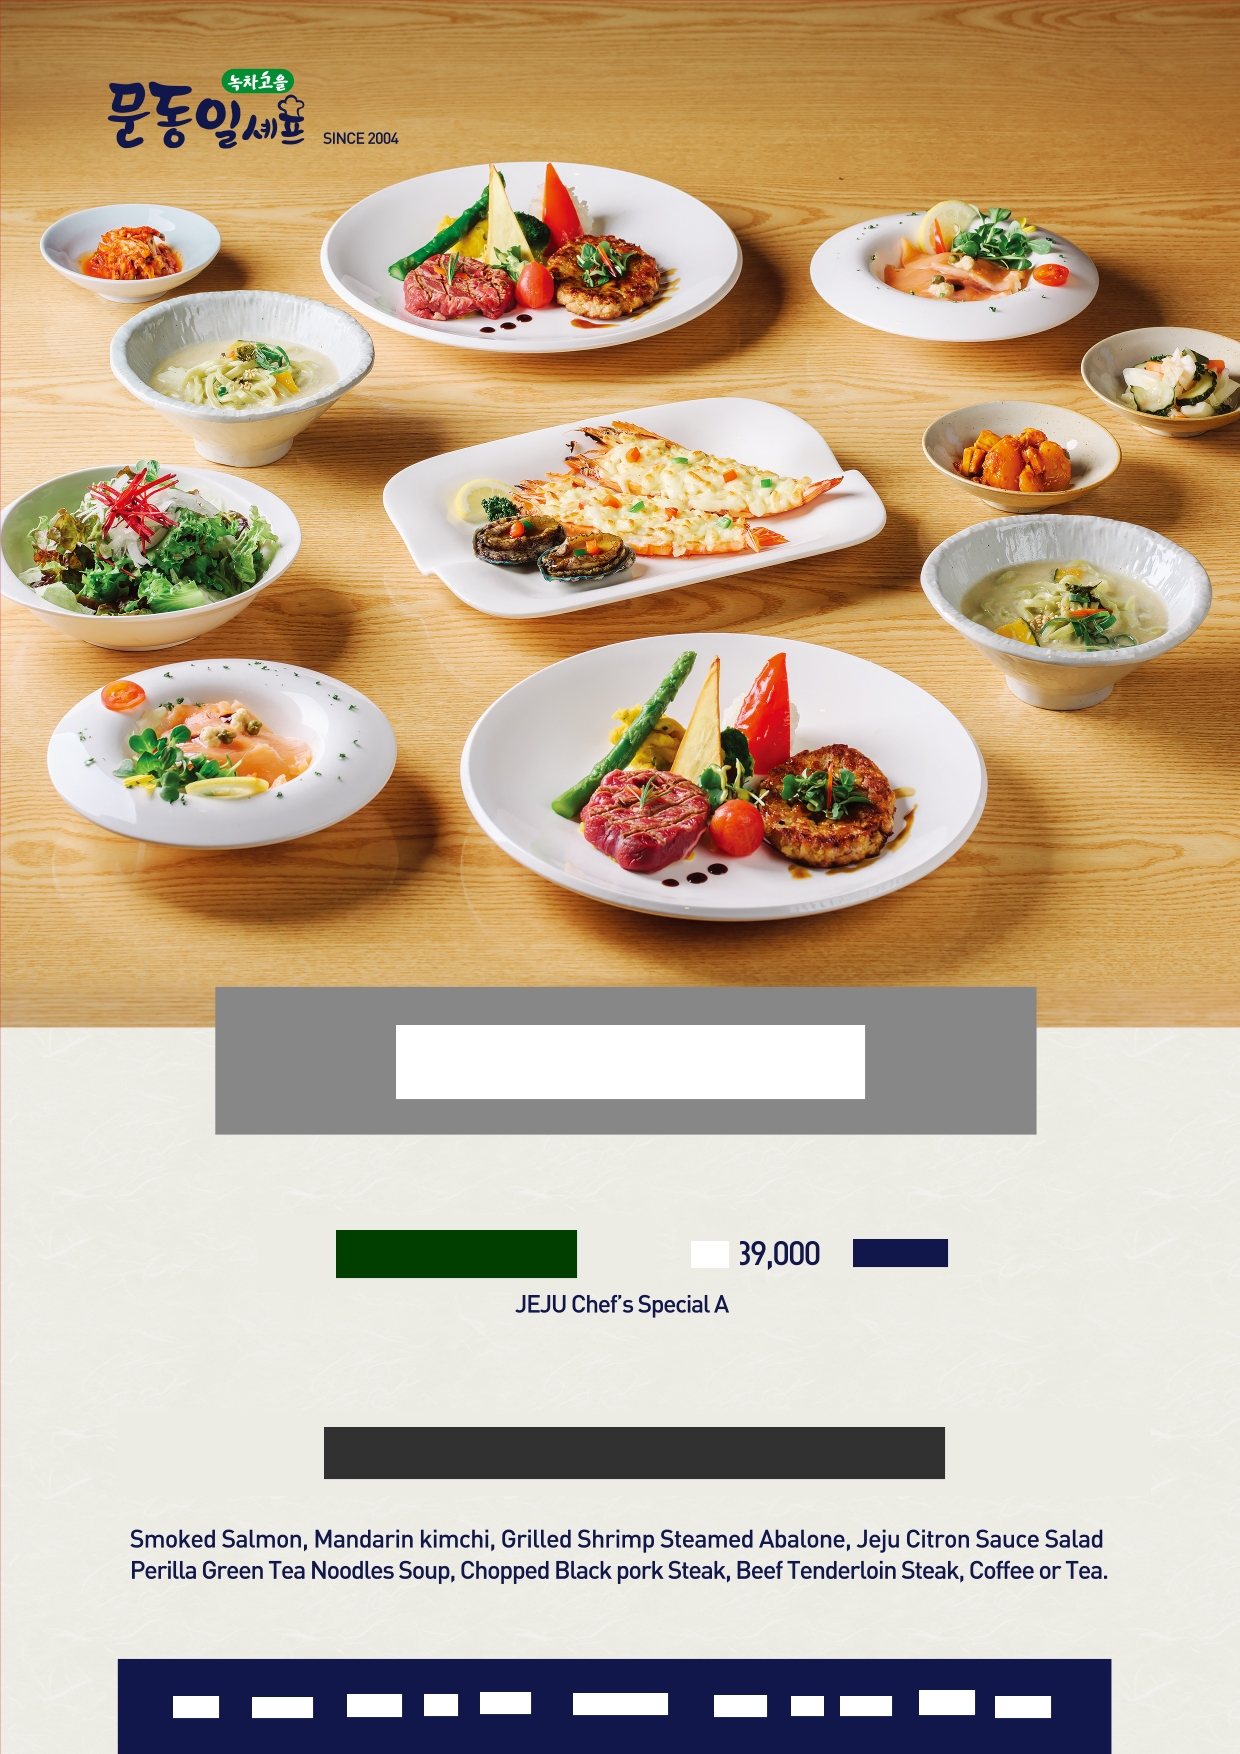 녹차고을
문동일셰프 SINCE 2004
39,000
JEJU Chef's Special A
Smoked Salmon, Mandarin kimchi, Grilled Shrimp Steamed Abalone, Jeju Citron Sauce Salad
Perilla Green Tea Noodles Soup, Chopped Black pork Steak, Beef Tenderloin Steak, Coffee or Tea.